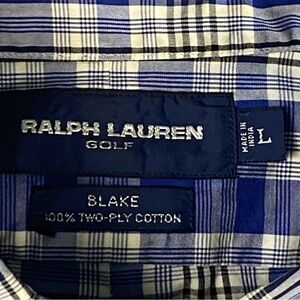 RALPH LAUREN
GOLF
L
MADE IN
INDIA
BLAKE
100% TWO-PLY COTTON